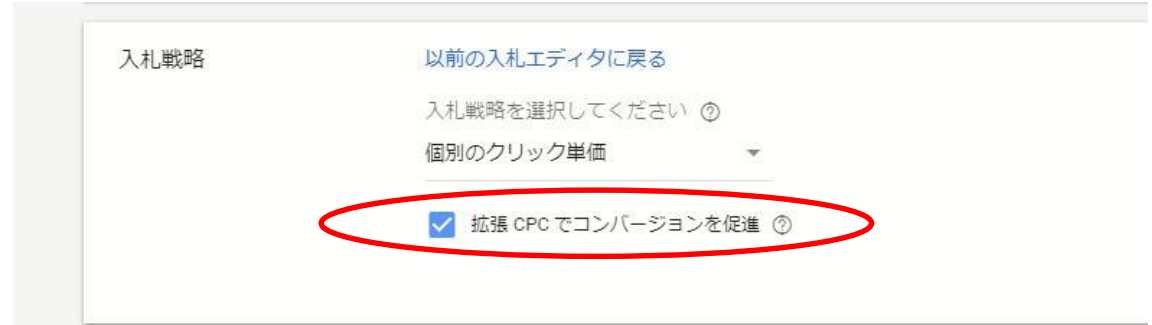 入札戦略
以前の入札エディタに戻る
入札戦略を選択してください
個別のクリック単価
拡張 CPC でコンバージョンを促進